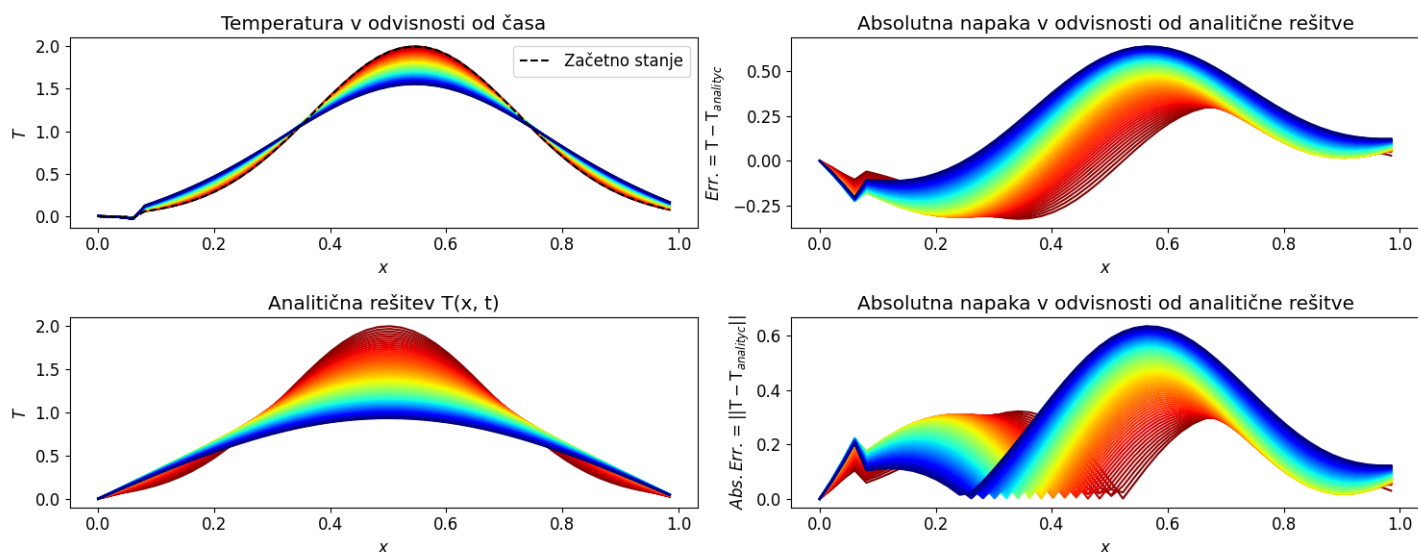 Temperatura v odvisnosti od časa
T
2.0
1.5
1.0
0.5
0.0
Začetno stanje
0.0 0.2 0.4 0.6 0.8 1.0
x
Absolutna napaka v odvisnosti od analitične rešitve
Err. = T − T_analityc
0.50
0.25
0.00
−0.25
0.0 0.2 0.4 0.6 0.8 1.0
x
Analitična rešitev T(x, t)
T
2.0
1.5
1.0
0.5
0.0
0.0 0.2 0.4 0.6 0.8 1.0
x
Absolutna napaka v odvisnosti od analitične rešitve
Abs. Err. = ||T − T_analityc||
0.6
0.4
0.2
0.0
0.0 0.2 0.4 0.6 0.8 1.0
x